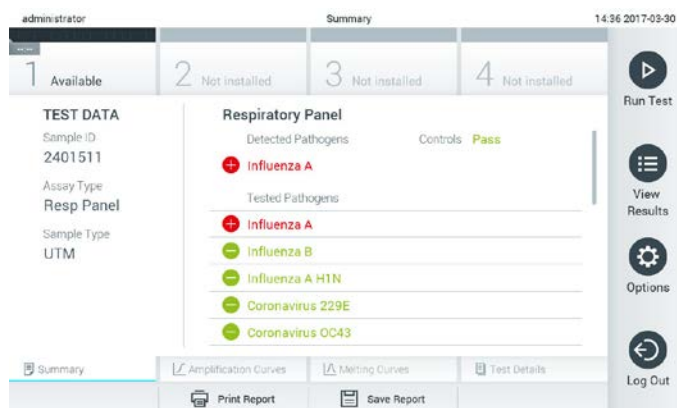 administrator Summary 14:36 2017-03-30
1 Available 2 Not installed 3 Not installed 4 Not installed
Run Test
TEST DATA
Sample ID
2401511
Assay Type
Resp Panel
Sample Type
UTM
Respiratory Panel
Detected Pathogens Controls Pass
Influenza A
Tested Pathogens
Influenza A
Influenza B
Influenza A H1N
Coronavirus 229E
Coronavirus OC43
View
Results
Options
Log Out
Summary Amplification Curves Melting Curves Test Details
Print Report Save Report